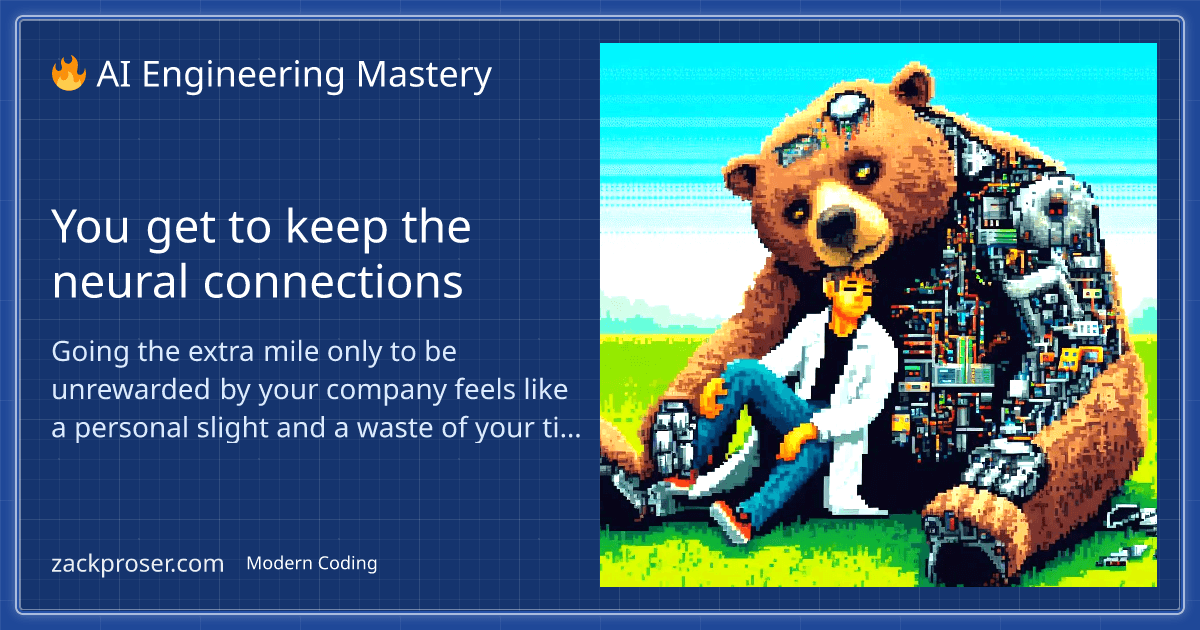 🔥 AI Engineering Mastery
You get to keep the
neural connections
Going the extra mile only to be
unrewarded by your company feels like
a personal slight and a waste of your ti...
zackproser.com Modern Coding